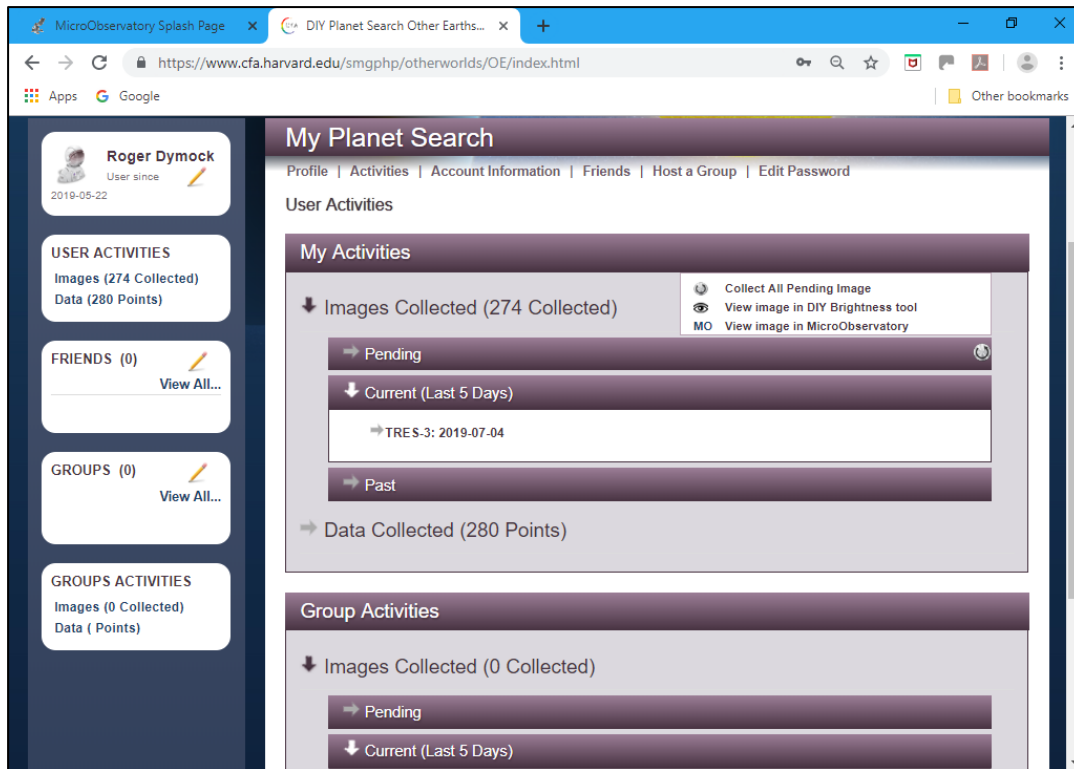 MicroObservatory Splash Page
DIY Planet Search Other Earths...
https://www.cfa.harvard.edu/smgphp/otherworlds/OE/index.html
Apps Google Other bookmarks
Roger Dymock
User since
2019-05-22
USER ACTIVITIES
Images (274 Collected)
Data (280 Points)
FRIENDS (0)
View All...
GROUPS (0)
View All...
GROUPS ACTIVITIES
Images (0 Collected)
Data ( Points)
My Planet Search
Profile | Activities | Account Information | Friends | Host a Group | Edit Password
User Activities
My Activities
Images Collected (274 Collected)
Collect All Pending Image
View image in DIY Brightness tool
MO View image in MicroObservatory
Pending
Current (Last 5 Days)
TRES-3: 2019-07-04
Past
Data Collected (280 Points)
Group Activities
Images Collected (0 Collected)
Pending
Current (Last 5 Days)